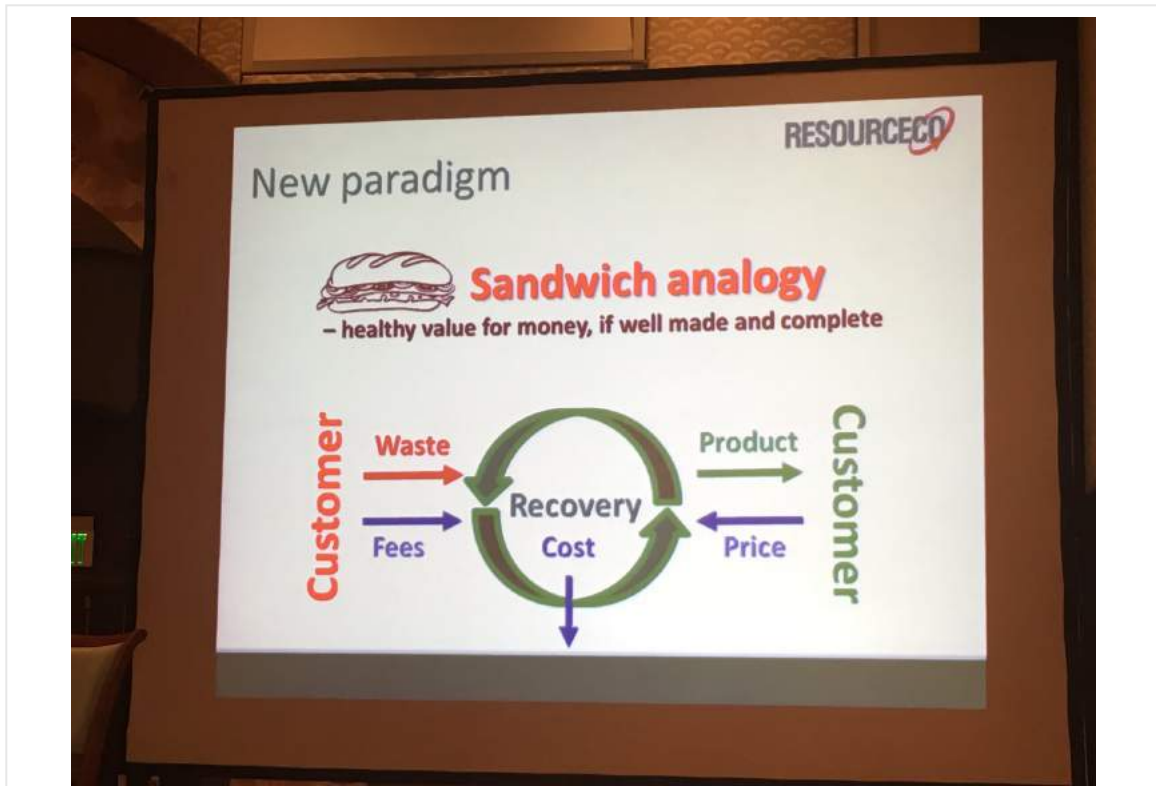 RESOURCECO
New paradigm
Sandwich analogy
– healthy value for money, if well made and complete
Customer
Waste
Fees
Recovery
Cost
Product
Price
Customer